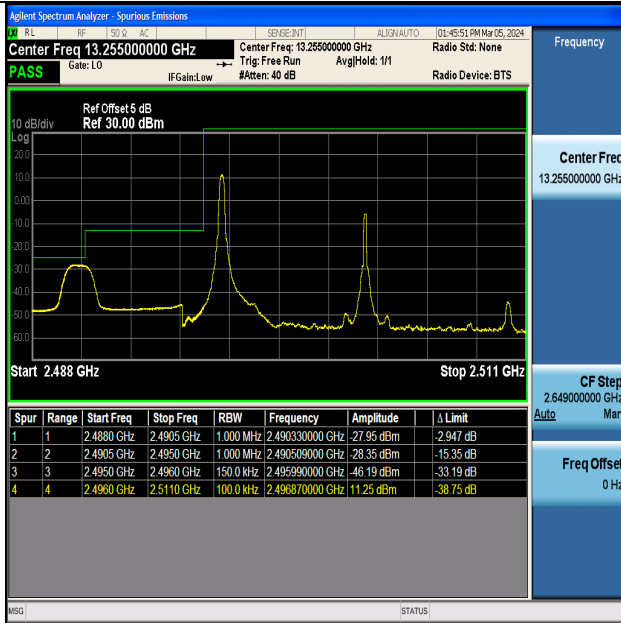 Agilent Spectrum Analyzer - Spurious Emissions
RL RF 50 Ω AC SENSE:INT ALIGN AUTO 01:45:51 PM Mar 05, 2024
Center Freq 13.255000000 GHz Center Freq: 13.255000000 GHz Radio Std: None
PASS Gate: LO Trig: Free Run Avg|Hold: 1/1
IFGain:Low #Atten: 40 dB Radio Device: BTS
Frequency
Ref Offset 5 dB
10 dB/div Ref 30.00 dBm
Log
20.0
10.0
0.00
-10.0
-20.0
-30.0
-40.0
-50.0
-60.0
Start 2.488 GHz Stop 2.511 GHz
Spur Range Start Freq Stop Freq RBW Frequency Amplitude Δ Limit
1 1 2.4880 GHz 2.4905 GHz 1.000 MHz 2.490330000 GHz -27.95 dBm -2.947 dB
2 2 2.4905 GHz 2.4950 GHz 1.000 MHz 2.490509000 GHz -28.35 dBm -15.35 dB
3 3 2.4950 GHz 2.4960 GHz 150.0 kHz 2.495990000 GHz -46.19 dBm -33.19 dB
4 4 2.4960 GHz 2.5110 GHz 100.0 kHz 2.496870000 GHz 11.25 dBm -38.75 dB
Center Freq
13.255000000 GHz
CF Step
2.649000000 GHz
Auto Man
Freq Offset
0 Hz
MSG STATUS